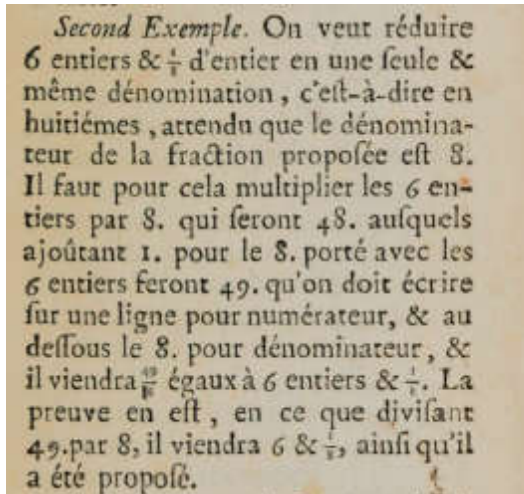 Second Exemple. On veut réduire
6 entiers & 1/8 d'entier en une ſeule &
même dénomination, c'eſt-à-dire en
huitiémes, attendu que le dénomina-
teur de la fraction propoſée eſt 8.
Il faut pour cela multiplier les 6 en-
tiers par 8. qui ſeront 48. auſquels
ajoûtant 1. pour le 8. porté avec les
6 entiers feront 49. qu'on doit écrire
ſur une ligne pour numérateur, & au
deſſous le 8. pour dénominateur, &
il viendra 49/8 égaux à 6 entiers & 1/8. La
preuve en eſt, en ce que diviſant
49. par 8, il viendra 6 & 1/8, ainſi qu'il
a été propoſé.